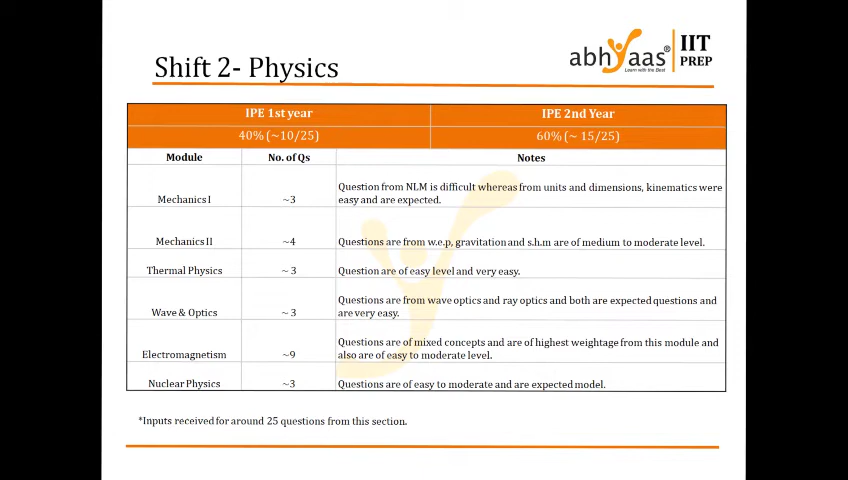 Shift 2- Physics
abhyaas®
Learn with the Best
IIT
PREP
IPE 1st year IPE 2nd Year
40% (~10/25) 60% (~ 15/25)
Module No. of Qs Notes
Mechanics I ~3 Question from NLM is difficult whereas from units and dimensions, kinematics were
easy and are expected.
Mechanics II ~4 Questions are from w.e.p, gravitation and s.h.m are of medium to moderate level.
Thermal Physics ~ 3 Question are of easy level and very easy.
Wave & Optics ~ 3 Questions are from wave optics and ray optics and both are expected questions and
are very easy.
Electromagnetism ~9 Questions are of mixed concepts and are of highest weightage from this module and
also are of easy to moderate level.
Nuclear Physics ~3 Questions are of easy to moderate and are expected model.
*Inputs received for around 25 questions from this section.